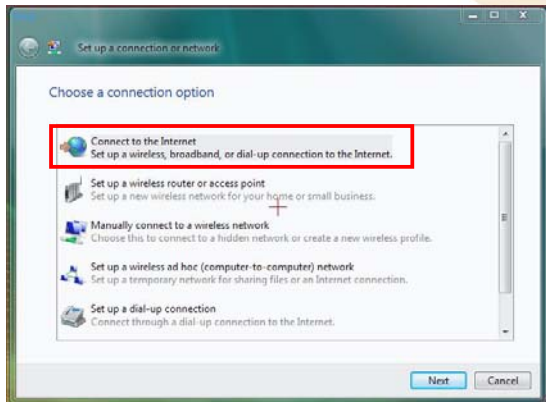 Set up a connection or network
Choose a connection option
Connect to the Internet
Set up a wireless, broadband, or dial-up connection to the Internet.
Set up a wireless router or access point
Set up a new wireless network for your home or small business.
Manually connect to a wireless network
Choose this to connect to a hidden network or create a new wireless profile.
Set up a wireless ad hoc (computer-to-computer) network
Set up a temporary network for sharing files or an Internet connection.
Set up a dial-up connection
Connect through a dial-up connection to the Internet.
Next Cancel